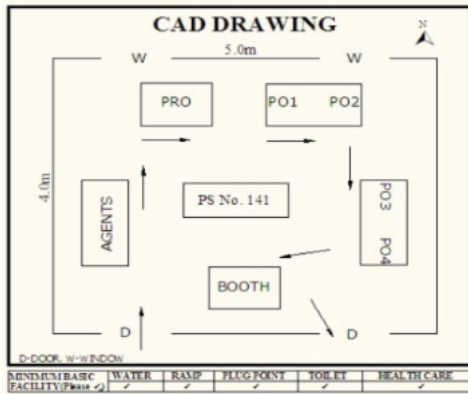 CAD DRAWING
N
W 5.0m W
PRO PO1 PO2
4.0m
AGENTS PS No. 141 PO3 PO4
BOOTH
D D
D-DOOR, W-WINDOW
MINIMUM BASIC WATER RAMP PLUG POINT TOILET HEALTH CARE
FACILITY(Please ✓) ✓ ✓ ✓ ✓ ✓